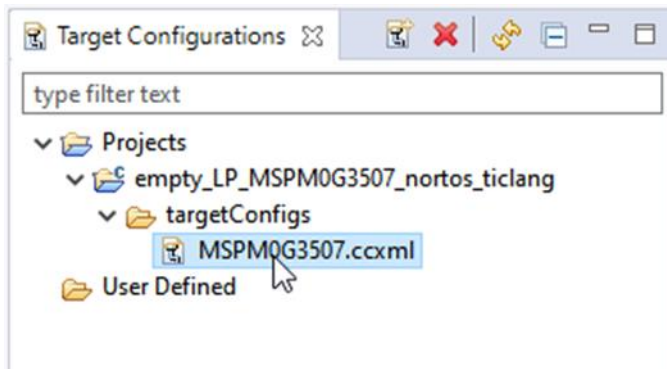 Target Configurations
type filter text
Projects
empty_LP_MSPM0G3507_nortos_ticlang
targetConfigs
MSPM0G3507.ccxml
User Defined